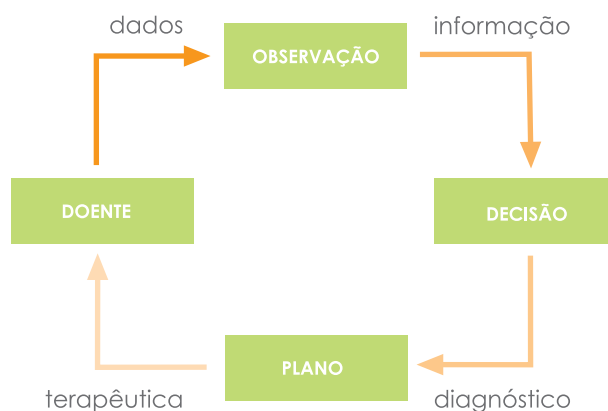 dados
informação
OBSERVAÇÃO
DOENTE
DECISÃO
PLANO
terapêutica
diagnóstico